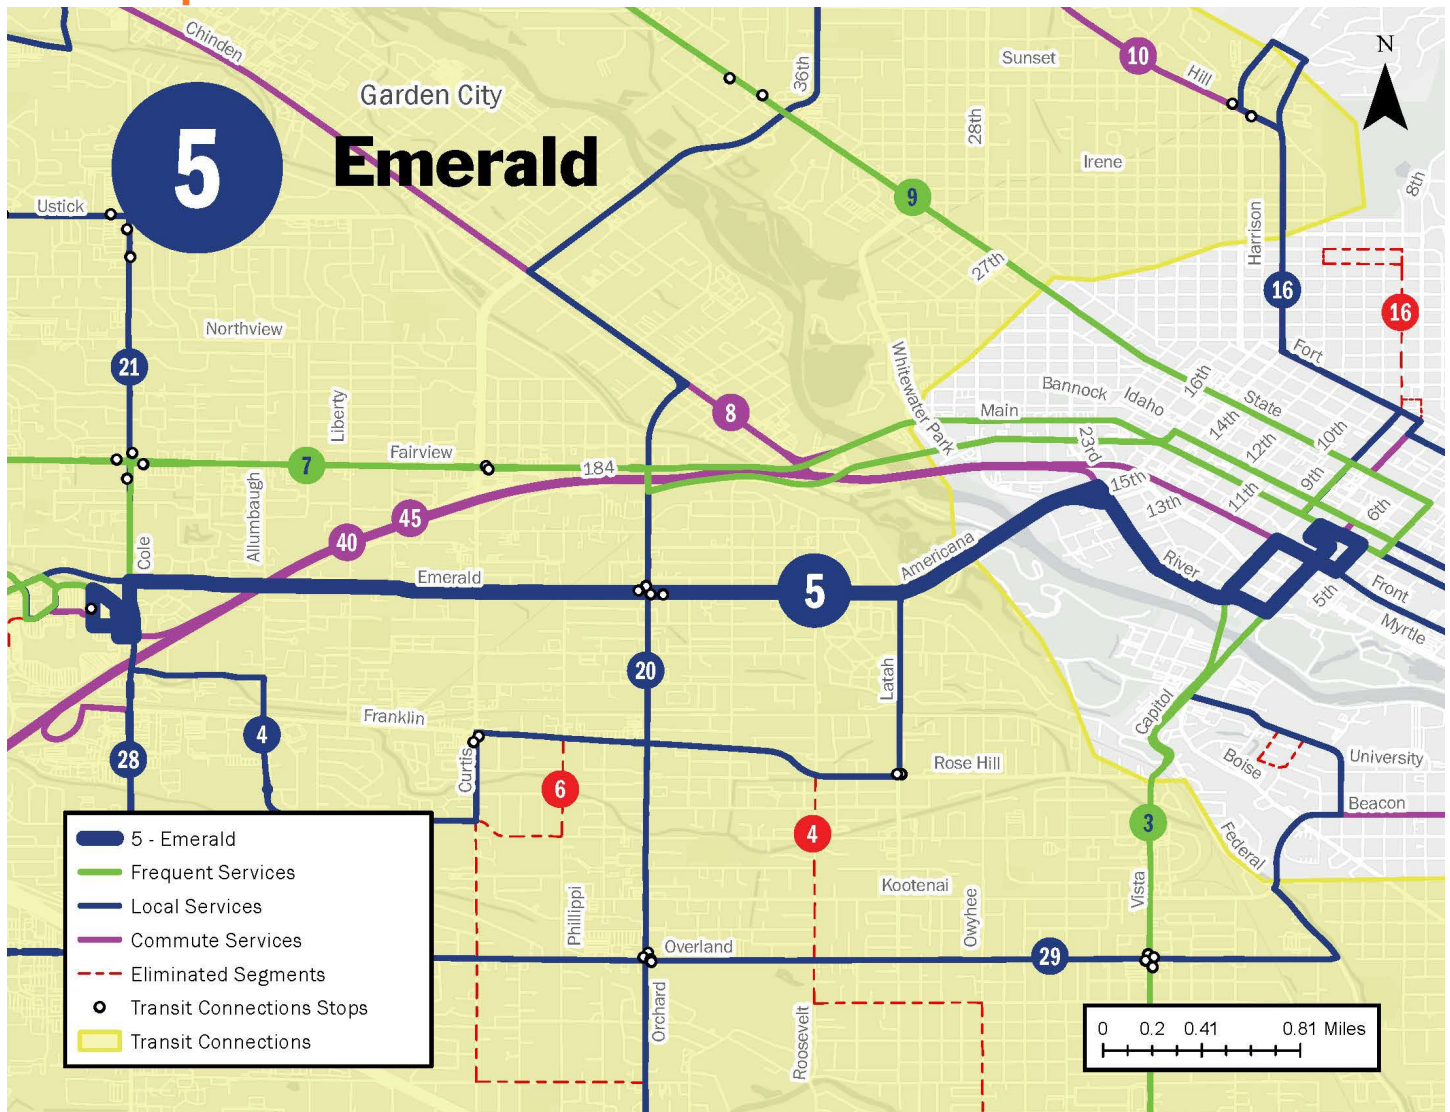 Chinden
Garden City
36th
Sunset
10
Hill
N
5
Emerald
28th
Irene
8th
Ustick
9
Harrison
27th
16
16
Northview
21
Liberty
Whitewater Park
Fort
8
Bannock
Idaho
16th
State
Main
14th
12th
10th
23rd
Fairview
7
184
9th
15th
13th
11th
6th
Allumbaugh
45
40
Cole
Emerald
5
Americana
River
5th
Front
Myrtle
20
Latah
Franklin
4
28
Curtis
Capitol
Rose Hill
Boise
University
6
4
3
Beacon
Federal
5 - Emerald
Frequent Services
Local Services
Commute Services
Eliminated Segments
Transit Connections Stops
Transit Connections
Phillippi
Kootenai
Owyhee
Vista
Overland
29
Orchard
Roosevelt
0 0.2 0.41 0.81 Miles